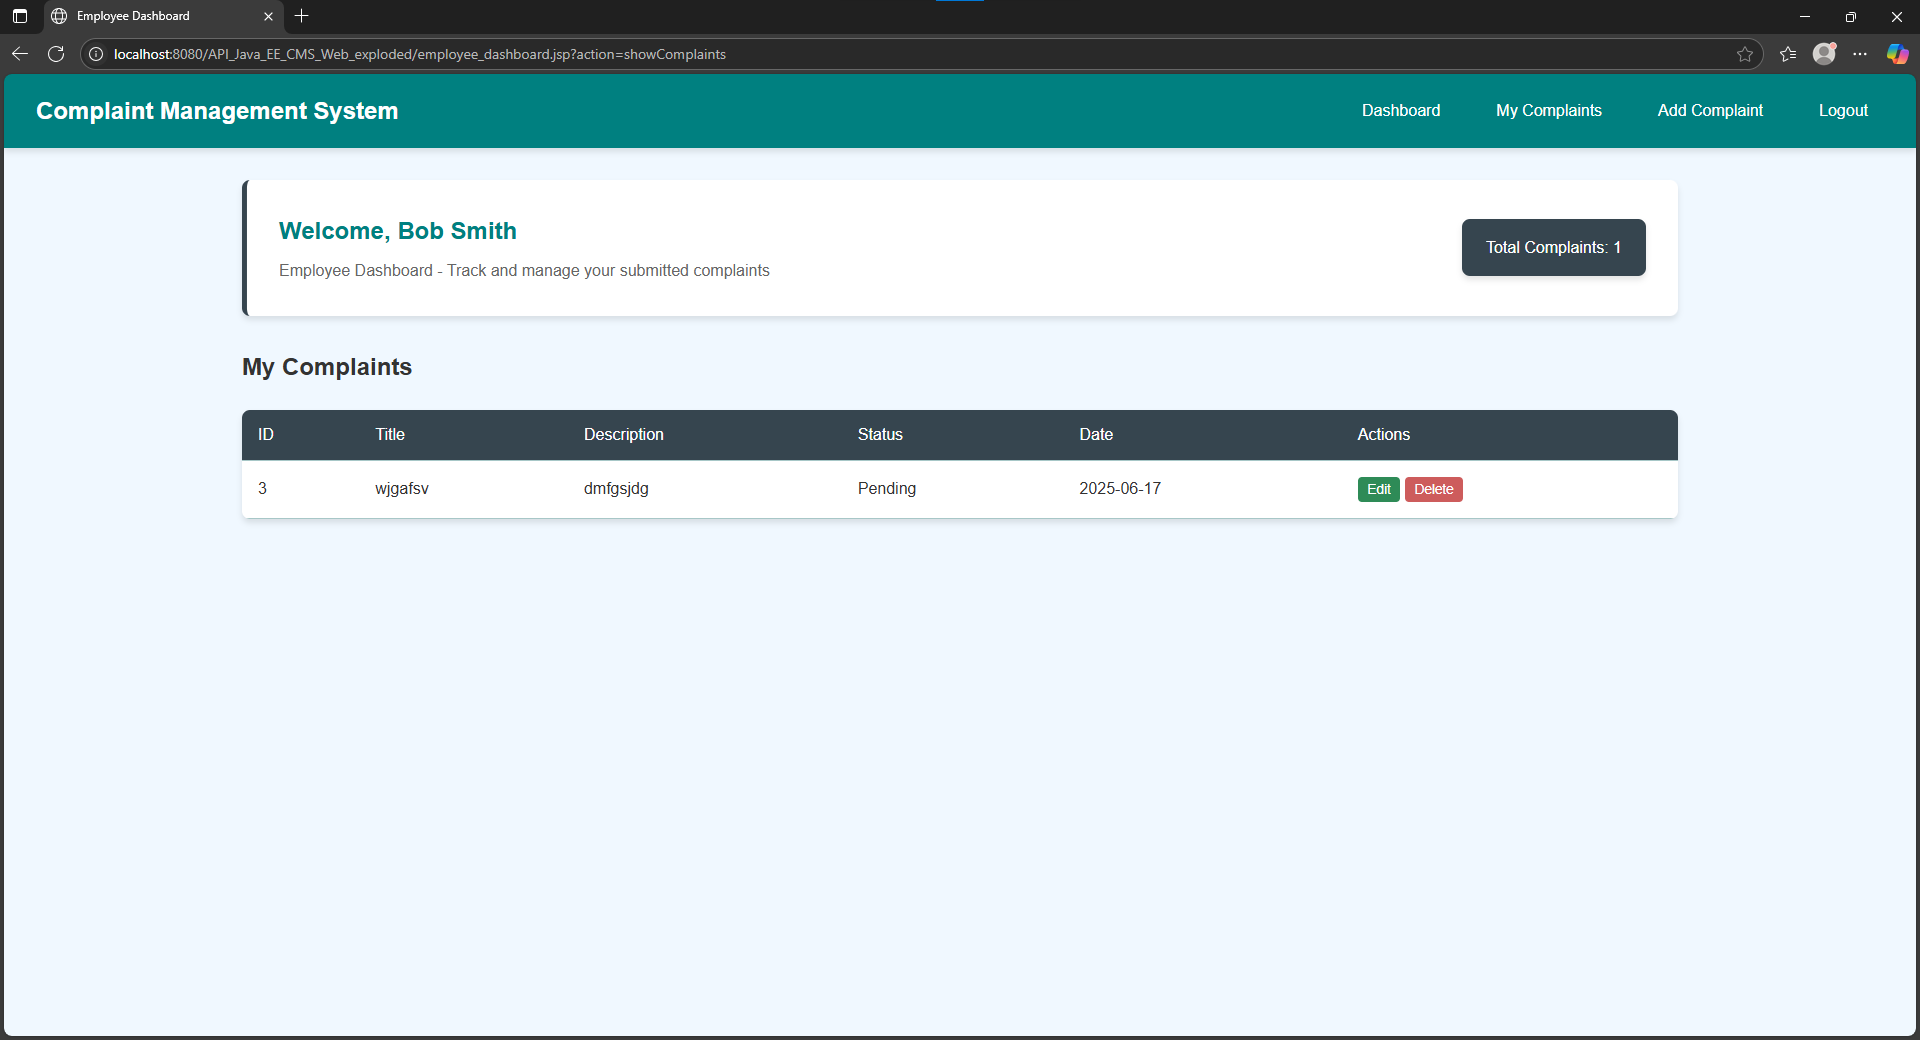 Employee Dashboard
localhost:8080/API_Java_EE_CMS_Web_exploded/employee_dashboard.jsp?action=showComplaints
Complaint Management System Dashboard My Complaints Add Complaint Logout
Welcome, Bob Smith
Employee Dashboard - Track and manage your submitted complaints
Total Complaints: 1
My Complaints
ID Title Description Status Date Actions
3 wjgafsv dmfgsjdg Pending 2025-06-17 Edit Delete